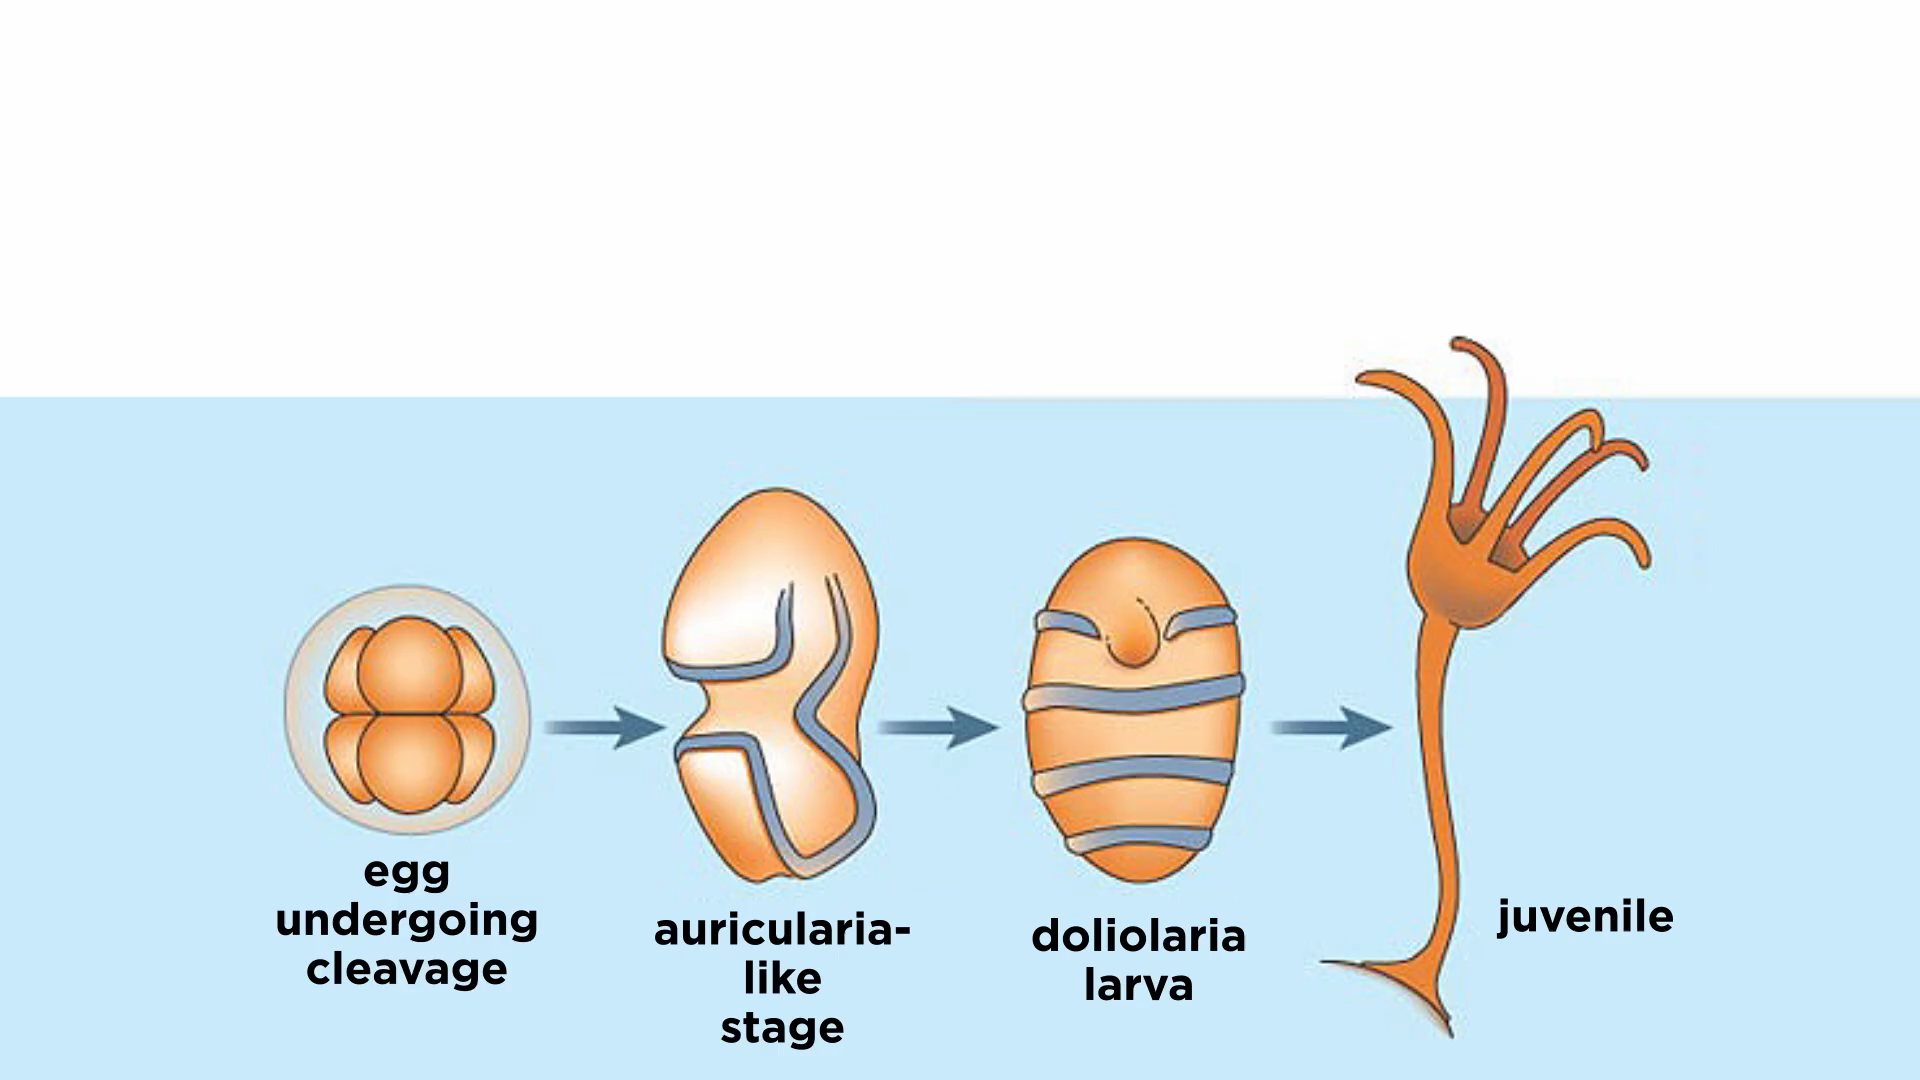 egg
undergoing
cleavage
auricularia-
like
stage
doliolaria
larva
juvenile